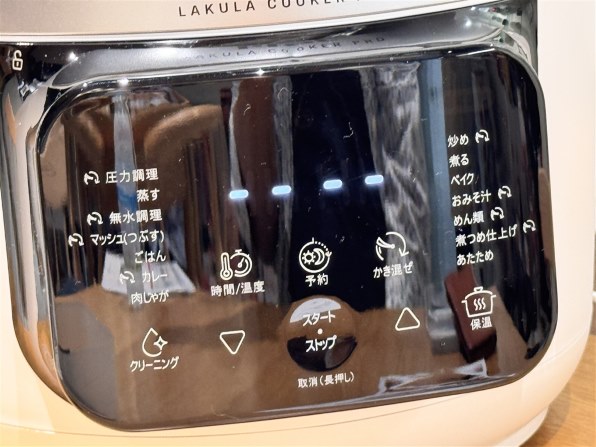 LAKULA COOKER
LAKULA COOKER PRO
圧力調理
蒸す
無水調理
マッシュ(つぶす)
ごはん
カレー
肉じゃが
クリーニング
時間/温度
予約
かき混ぜ
スタート
ストップ
取消(長押し)
炒め
煮る
ベイク
おみそ汁
めん類
煮つめ仕上げ
あたため
保温